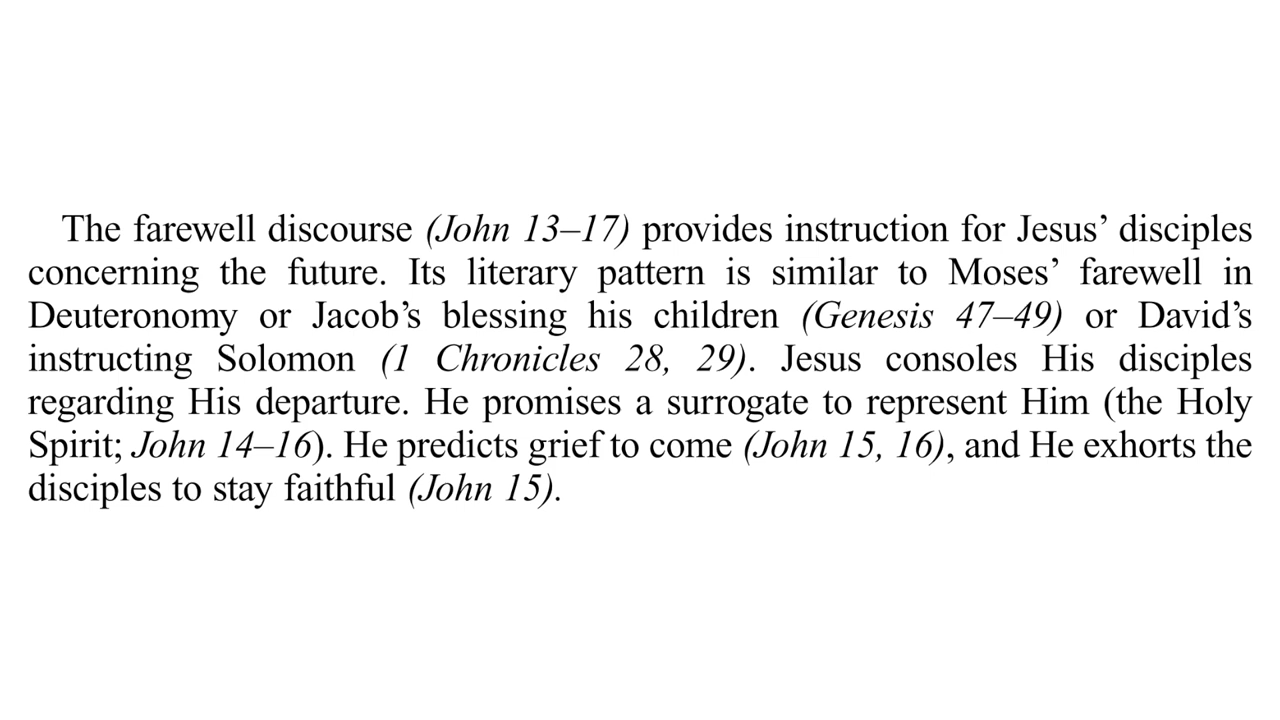 The farewell discourse (John 13–17) provides instruction for Jesus’ disciples
concerning the future. Its literary pattern is similar to Moses’ farewell in
Deuteronomy or Jacob’s blessing his children (Genesis 47–49) or David’s
instructing Solomon (1 Chronicles 28, 29). Jesus consoles His disciples
regarding His departure. He promises a surrogate to represent Him (the Holy
Spirit; John 14–16). He predicts grief to come (John 15, 16), and He exhorts the
disciples to stay faithful (John 15).